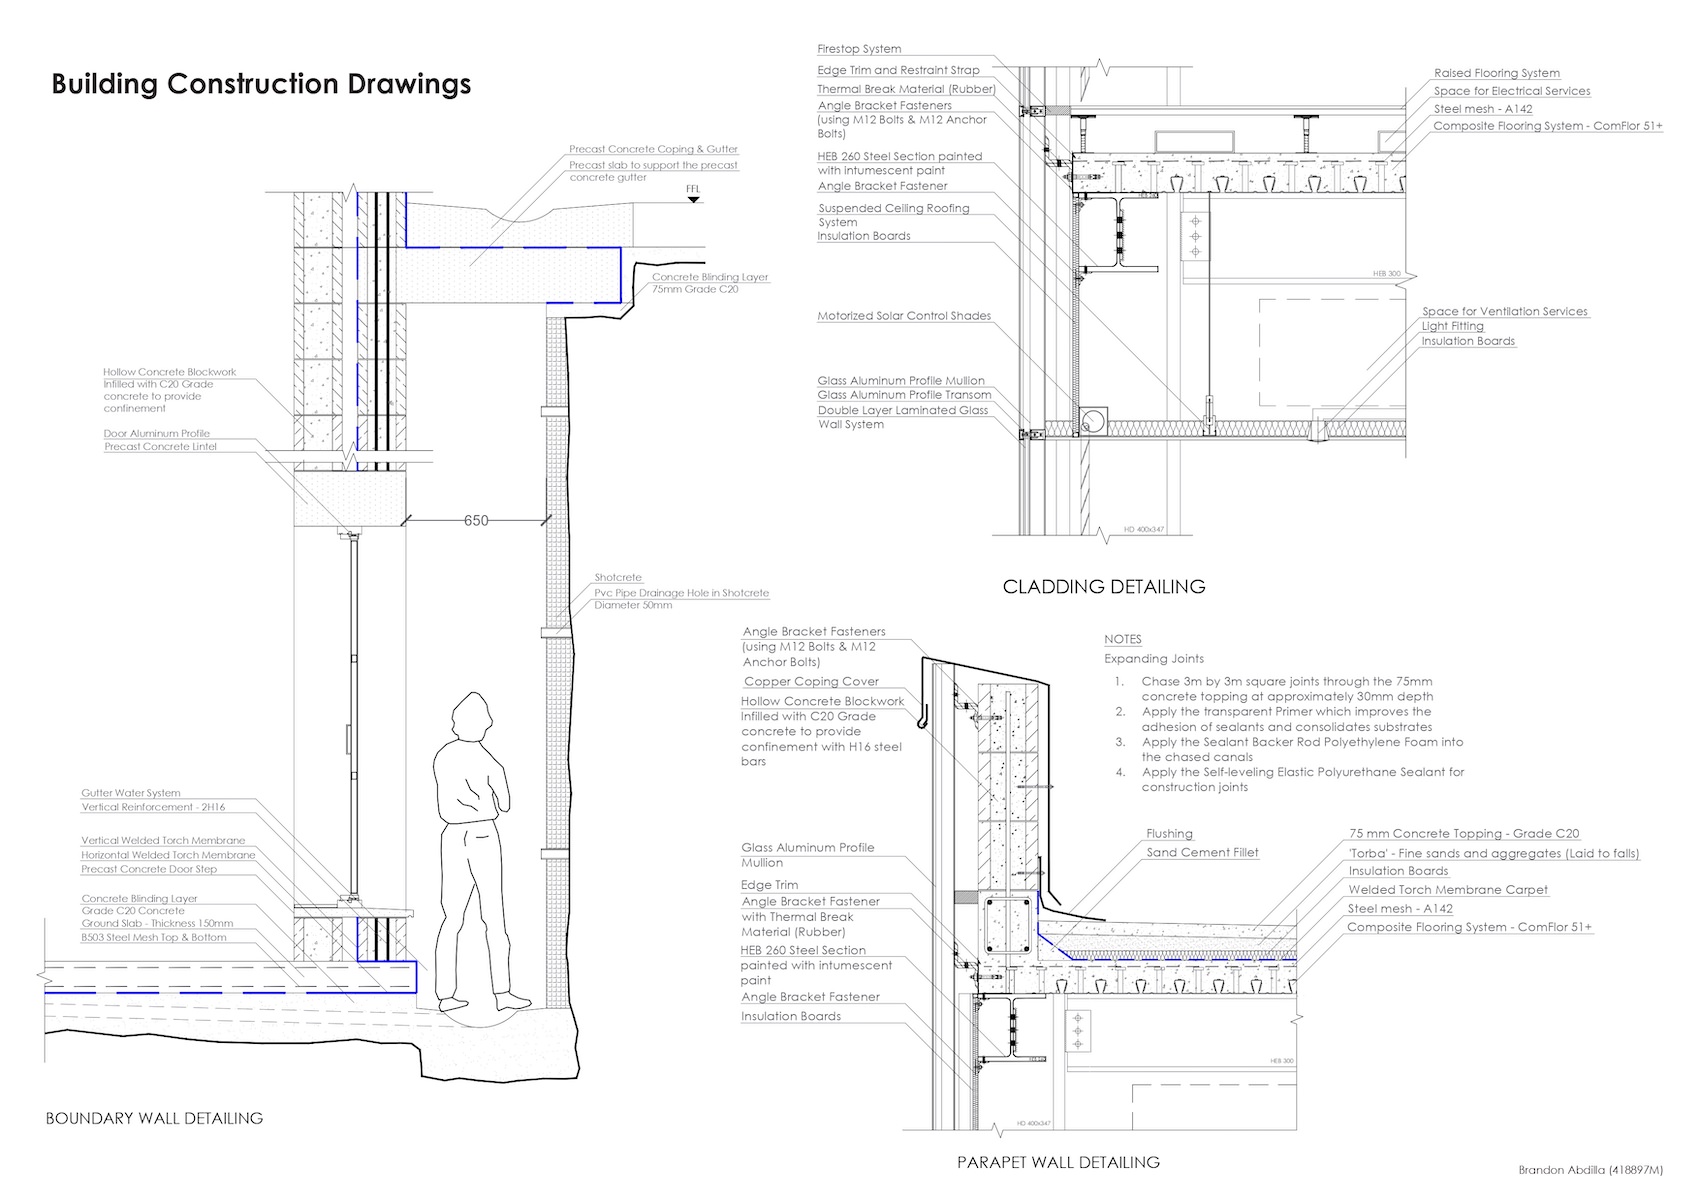 Building Construction Drawings
Precast Concrete Coping & Gutter
Precast slab to support the precast
concrete gutter
FFL
Concrete Blinding Layer
75mm Grade C20
Hollow Concrete Blockwork
Infilled with C20 Grade
concrete to provide
confinement
Door Aluminum Profile
Precast Concrete Lintel
650
Shotcrete
Pvc Pipe Drainage Hole in Shotcrete
Diameter 50mm
Gutter Water System
Vertical Reinforcement - 2H16
Vertical Welded Torch Membrane
Horizontal Welded Torch Membrane
Precast Concrete Door Step
Concrete Blinding Layer
Grade C20 Concrete
Ground Slab - Thickness 150mm
B503 Steel Mesh Top & Bottom
BOUNDARY WALL DETAILING
Firestop System
Edge Trim and Restraint Strap
Thermal Break Material (Rubber)
Angle Bracket Fasteners
(using M12 Bolts & M12 Anchor
Bolts)
HEB 260 Steel Section painted
with intumescent paint
Angle Bracket Fastener
Suspended Ceiling Roofing
System
Insulation Boards
Motorized Solar Control Shades
Glass Aluminum Profile Mullion
Glass Aluminum Profile Transom
Double Layer Laminated Glass
Wall System
Raised Flooring System
Space for Electrical Services
Steel mesh - A142
Composite Flooring System - ComFlor 51+
HEB 300
Space for Ventilation Services
Light Fitting
Insulation Boards
HD 400x347
CLADDING DETAILING
Angle Bracket Fasteners
(using M12 Bolts & M12
Anchor Bolts)
Copper Coping Cover
Hollow Concrete Blockwork
Infilled with C20 Grade
concrete to provide
confinement with H16 steel
bars
Glass Aluminum Profile
Mullion
Edge Trim
Angle Bracket Fastener
with Thermal Break
Material (Rubber)
HEB 260 Steel Section
painted with intumescent
paint
Angle Bracket Fastener
Insulation Boards
NOTES
Expanding Joints
1. Chase 3m by 3m square joints through the 75mm
concrete topping at approximately 30mm depth
2. Apply the transparent Primer which improves the
adhesion of sealants and consolidates substrates
3. Apply the Sealant Backer Rod Polyethylene Foam into
the chased canals
4. Apply the Self-leveling Elastic Polyurethane Sealant for
construction joints
Flushing
Sand Cement Fillet
75 mm Concrete Topping - Grade C20
'Torba' - Fine sands and aggregates (Laid to falls)
Insulation Boards
Welded Torch Membrane Carpet
Steel mesh - A142
Composite Flooring System - ComFlor 51+
HEB 300
HD 400x347
PARAPET WALL DETAILING
Brandon Abdilla (418897M)